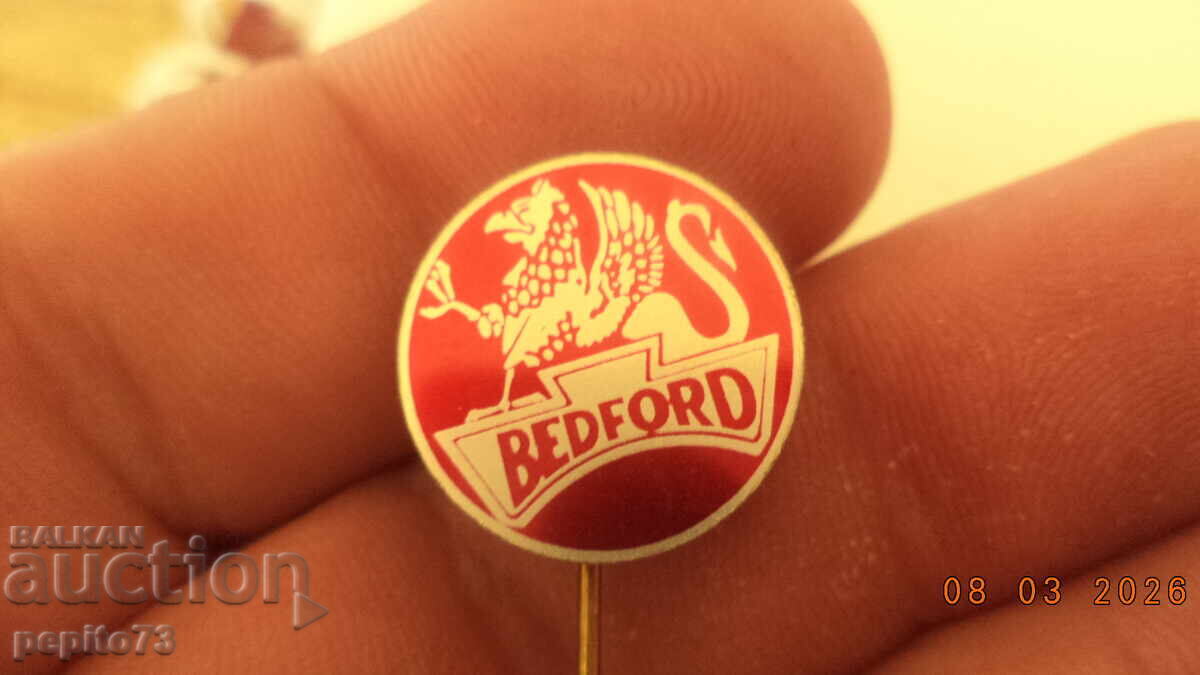 BEDFORD
BALKAN
auction
pepito73
08 03 2026